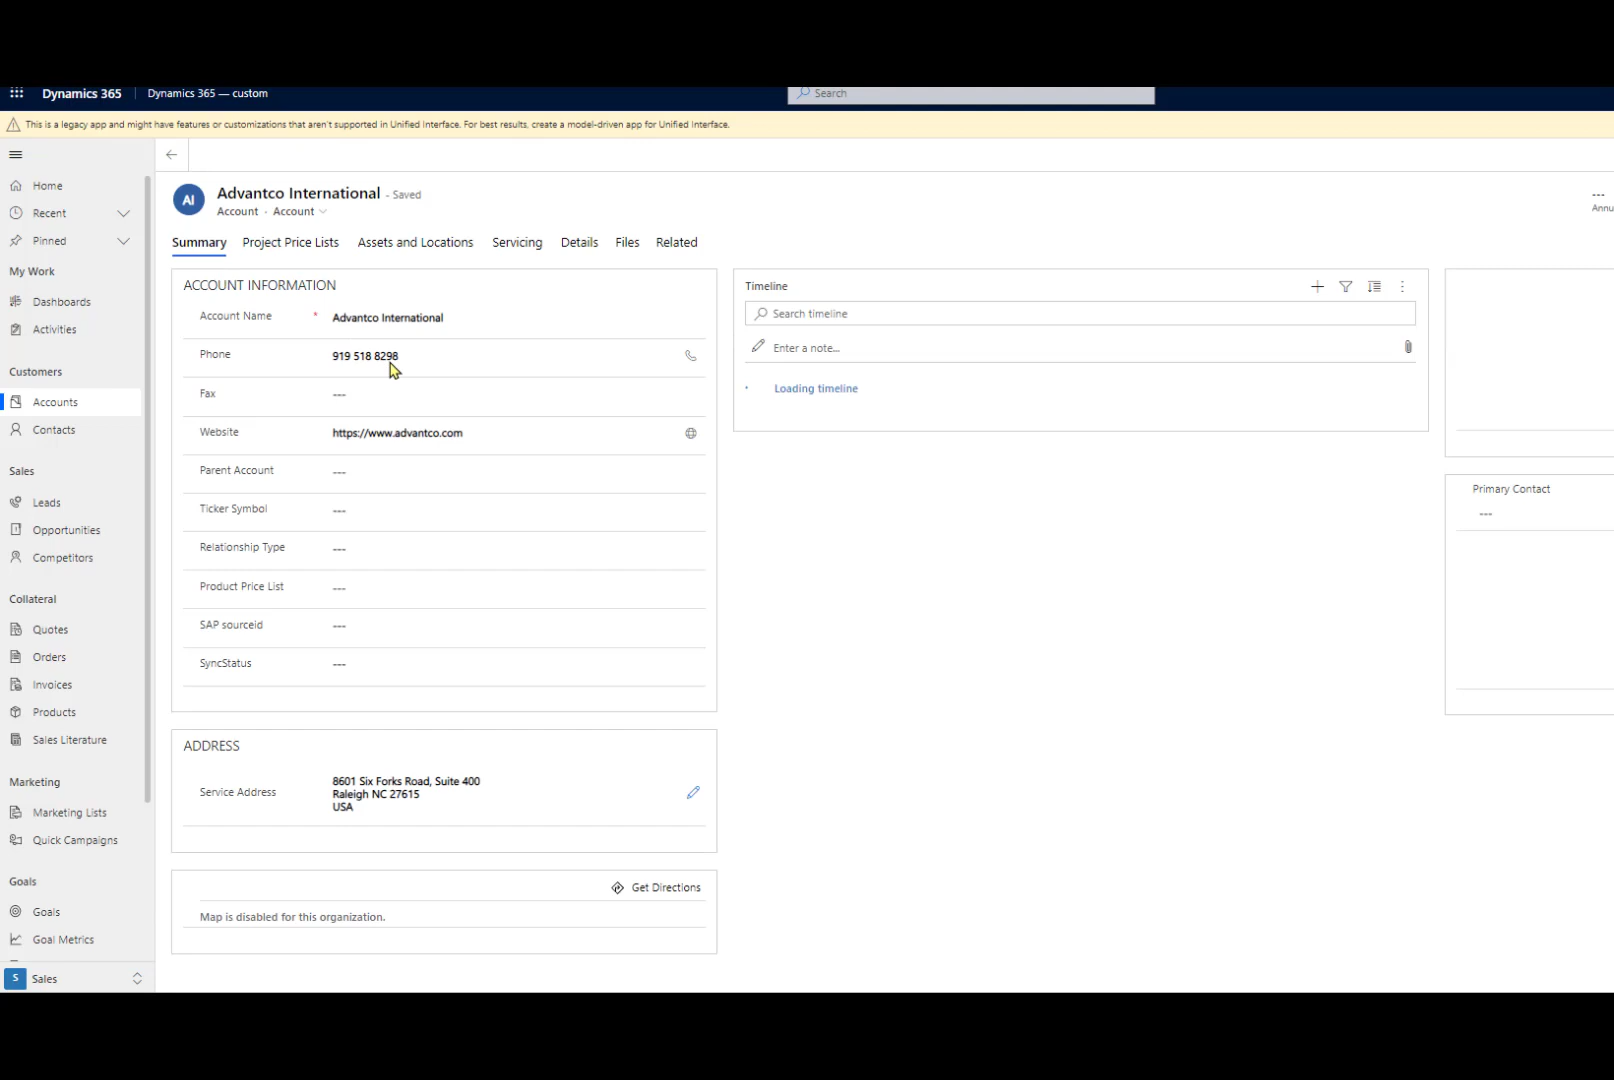 Dynamics 365
Dynamics 365 — custom
Search
This is a legacy app and might have features or customizations that aren't supported in Unified Interface. For best results, create a model-driven app for Unified Interface.
Home
Recent
Pinned
My Work
Dashboards
Activities
Customers
Accounts
Contacts
Sales
Leads
Opportunities
Competitors
Collateral
Quotes
Orders
Invoices
Products
Sales Literature
Marketing
Marketing Lists
Quick Campaigns
Goals
Goals
Goal Metrics
S Sales
AI
Advantco International - Saved
Account · Account
---
Annu
Summary Project Price Lists Assets and Locations Servicing Details Files Related
ACCOUNT INFORMATION
Account Name * Advantco International
Phone 919 518 8298
Fax ---
Website https://www.advantco.com
Parent Account ---
Ticker Symbol ---
Relationship Type ---
Product Price List ---
SAP sourceid ---
SyncStatus ---
ADDRESS
Service Address
8601 Six Forks Road, Suite 400
Raleigh NC 27615
USA
Get Directions
Map is disabled for this organization.
Timeline
Search timeline
Enter a note...
Loading timeline
Primary Contact
---